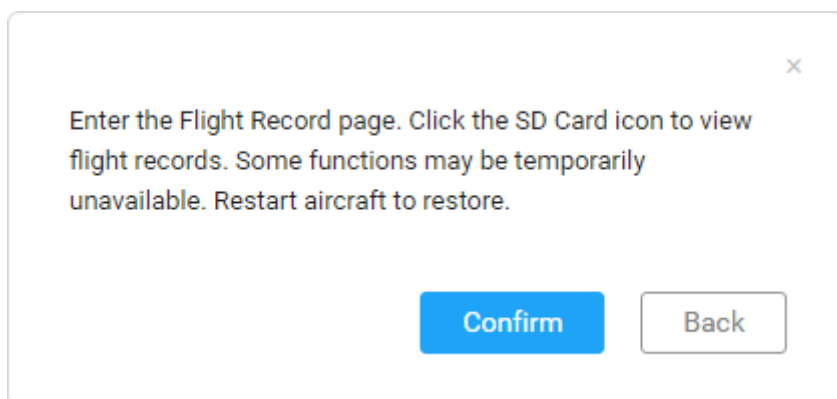 ×
Enter the Flight Record page. Click the SD Card icon to view
flight records. Some functions may be temporarily
unavailable. Restart aircraft to restore.
Confirm Back